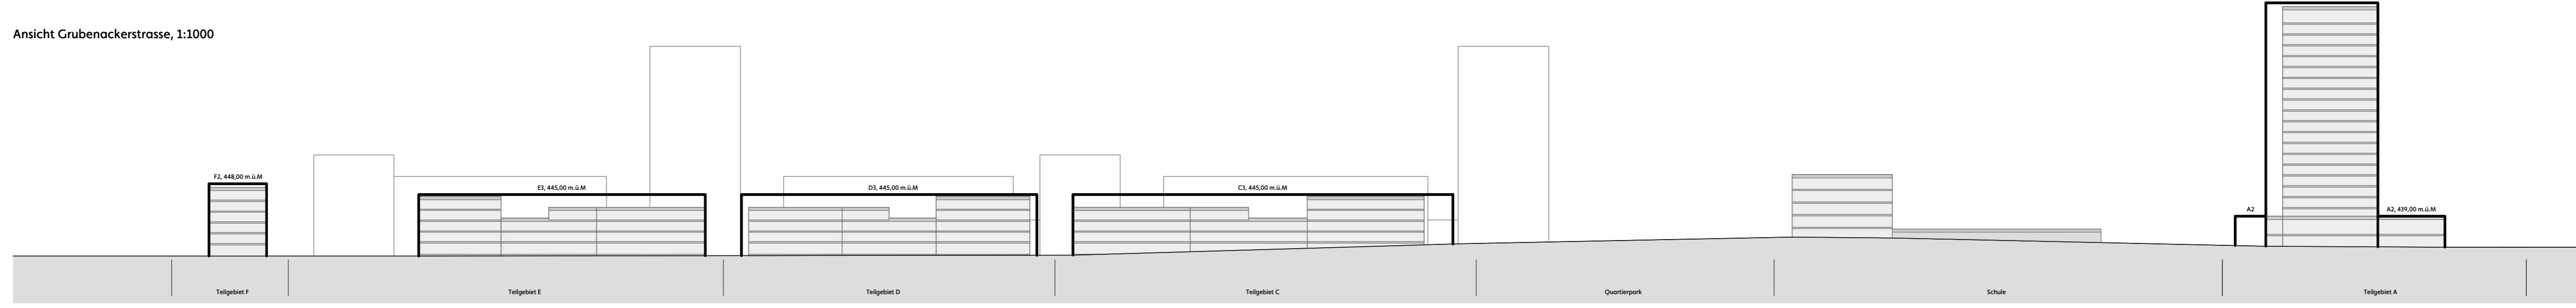 Ansicht Grubenackerstrasse, 1:1000
F2, 448,00 m.ü.M
E3, 445,00 m.ü.M
D3, 445,00 m.ü.M
C3, 445,00 m.ü.M
A2
A2, 439,00 m.ü.M
Teilgebiet F
Teilgebiet E
Teilgebiet D
Teilgebiet C
Quartierpark
Schule
Teilgebiet A